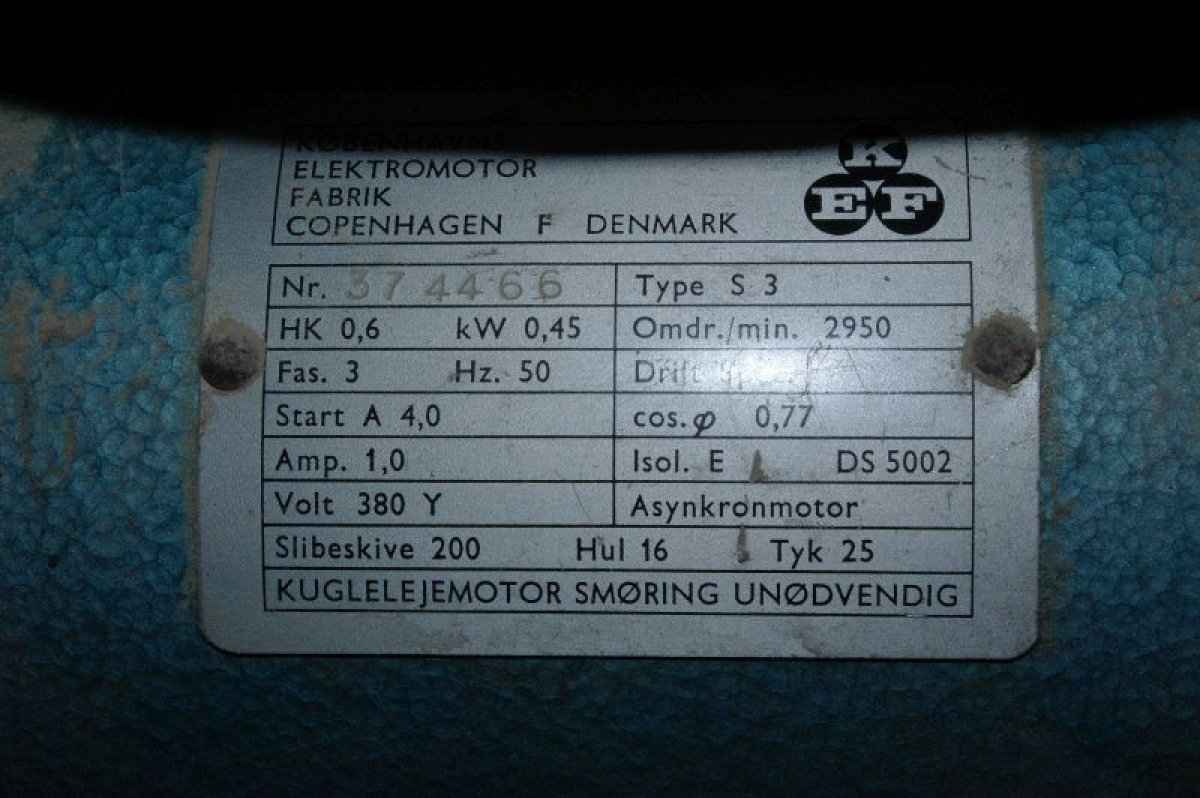 KØBENHAVNS
ELEKTROMOTOR
FABRIK
COPENHAGEN F DENMARK
K
E F
Nr. 374466 Type S 3
HK 0,6 kW 0,45 Omdr./min. 2950
Fas. 3 Hz. 50 Drift
Start A 4,0 cos.φ 0,77
Amp. 1,0 Isol. E DS 5002
Volt 380 Y Asynkronmotor
Slibeskive 200 Hul 16 Tyk 25
KUGLELEJEMOTOR SMØRING UNØDVENDIG